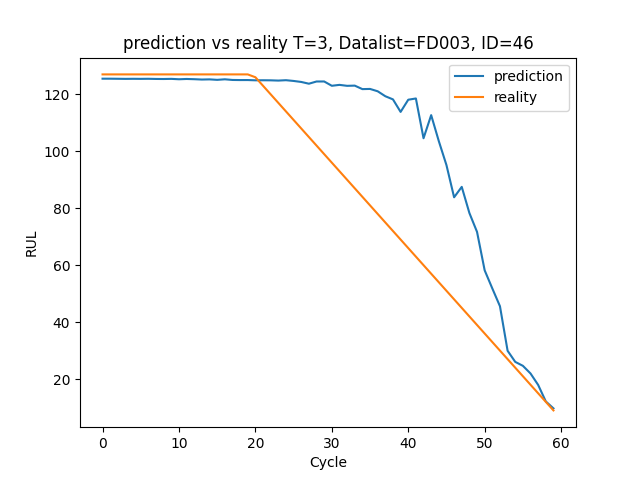 prediction vs reality T=3, Datalist=FD003, ID=46
prediction
reality
RUL
120
100
80
60
40
20
0 10 20 30 40 50 60
Cycle